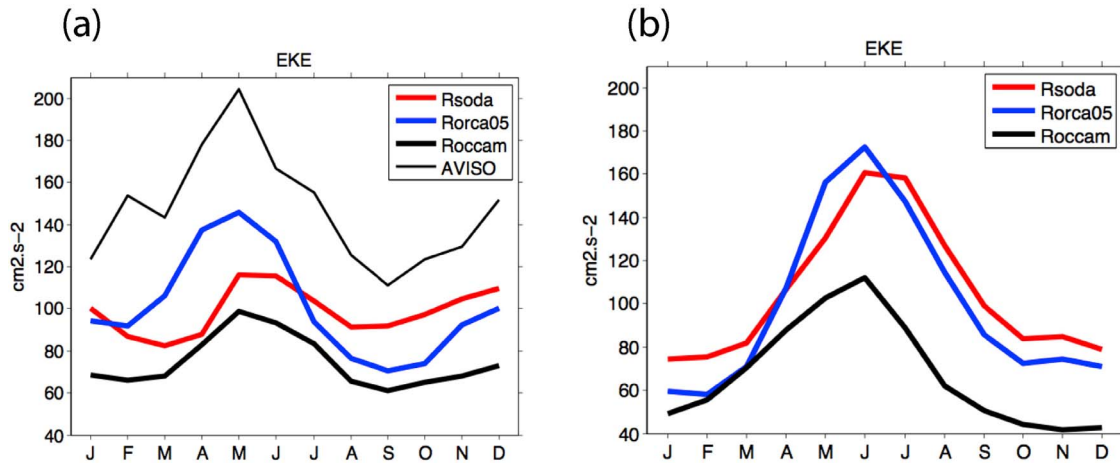 (a)
EKE
cm2.s-2
200
180
160
140
120
100
80
60
40
Rsoda
Rorca05
Roccam
AVISO
J F M A M J J A S O N D
(b)
EKE
cm2.s-2
200
180
160
140
120
100
80
60
40
Rsoda
Rorca05
Roccam
J F M A M J J A S O N D